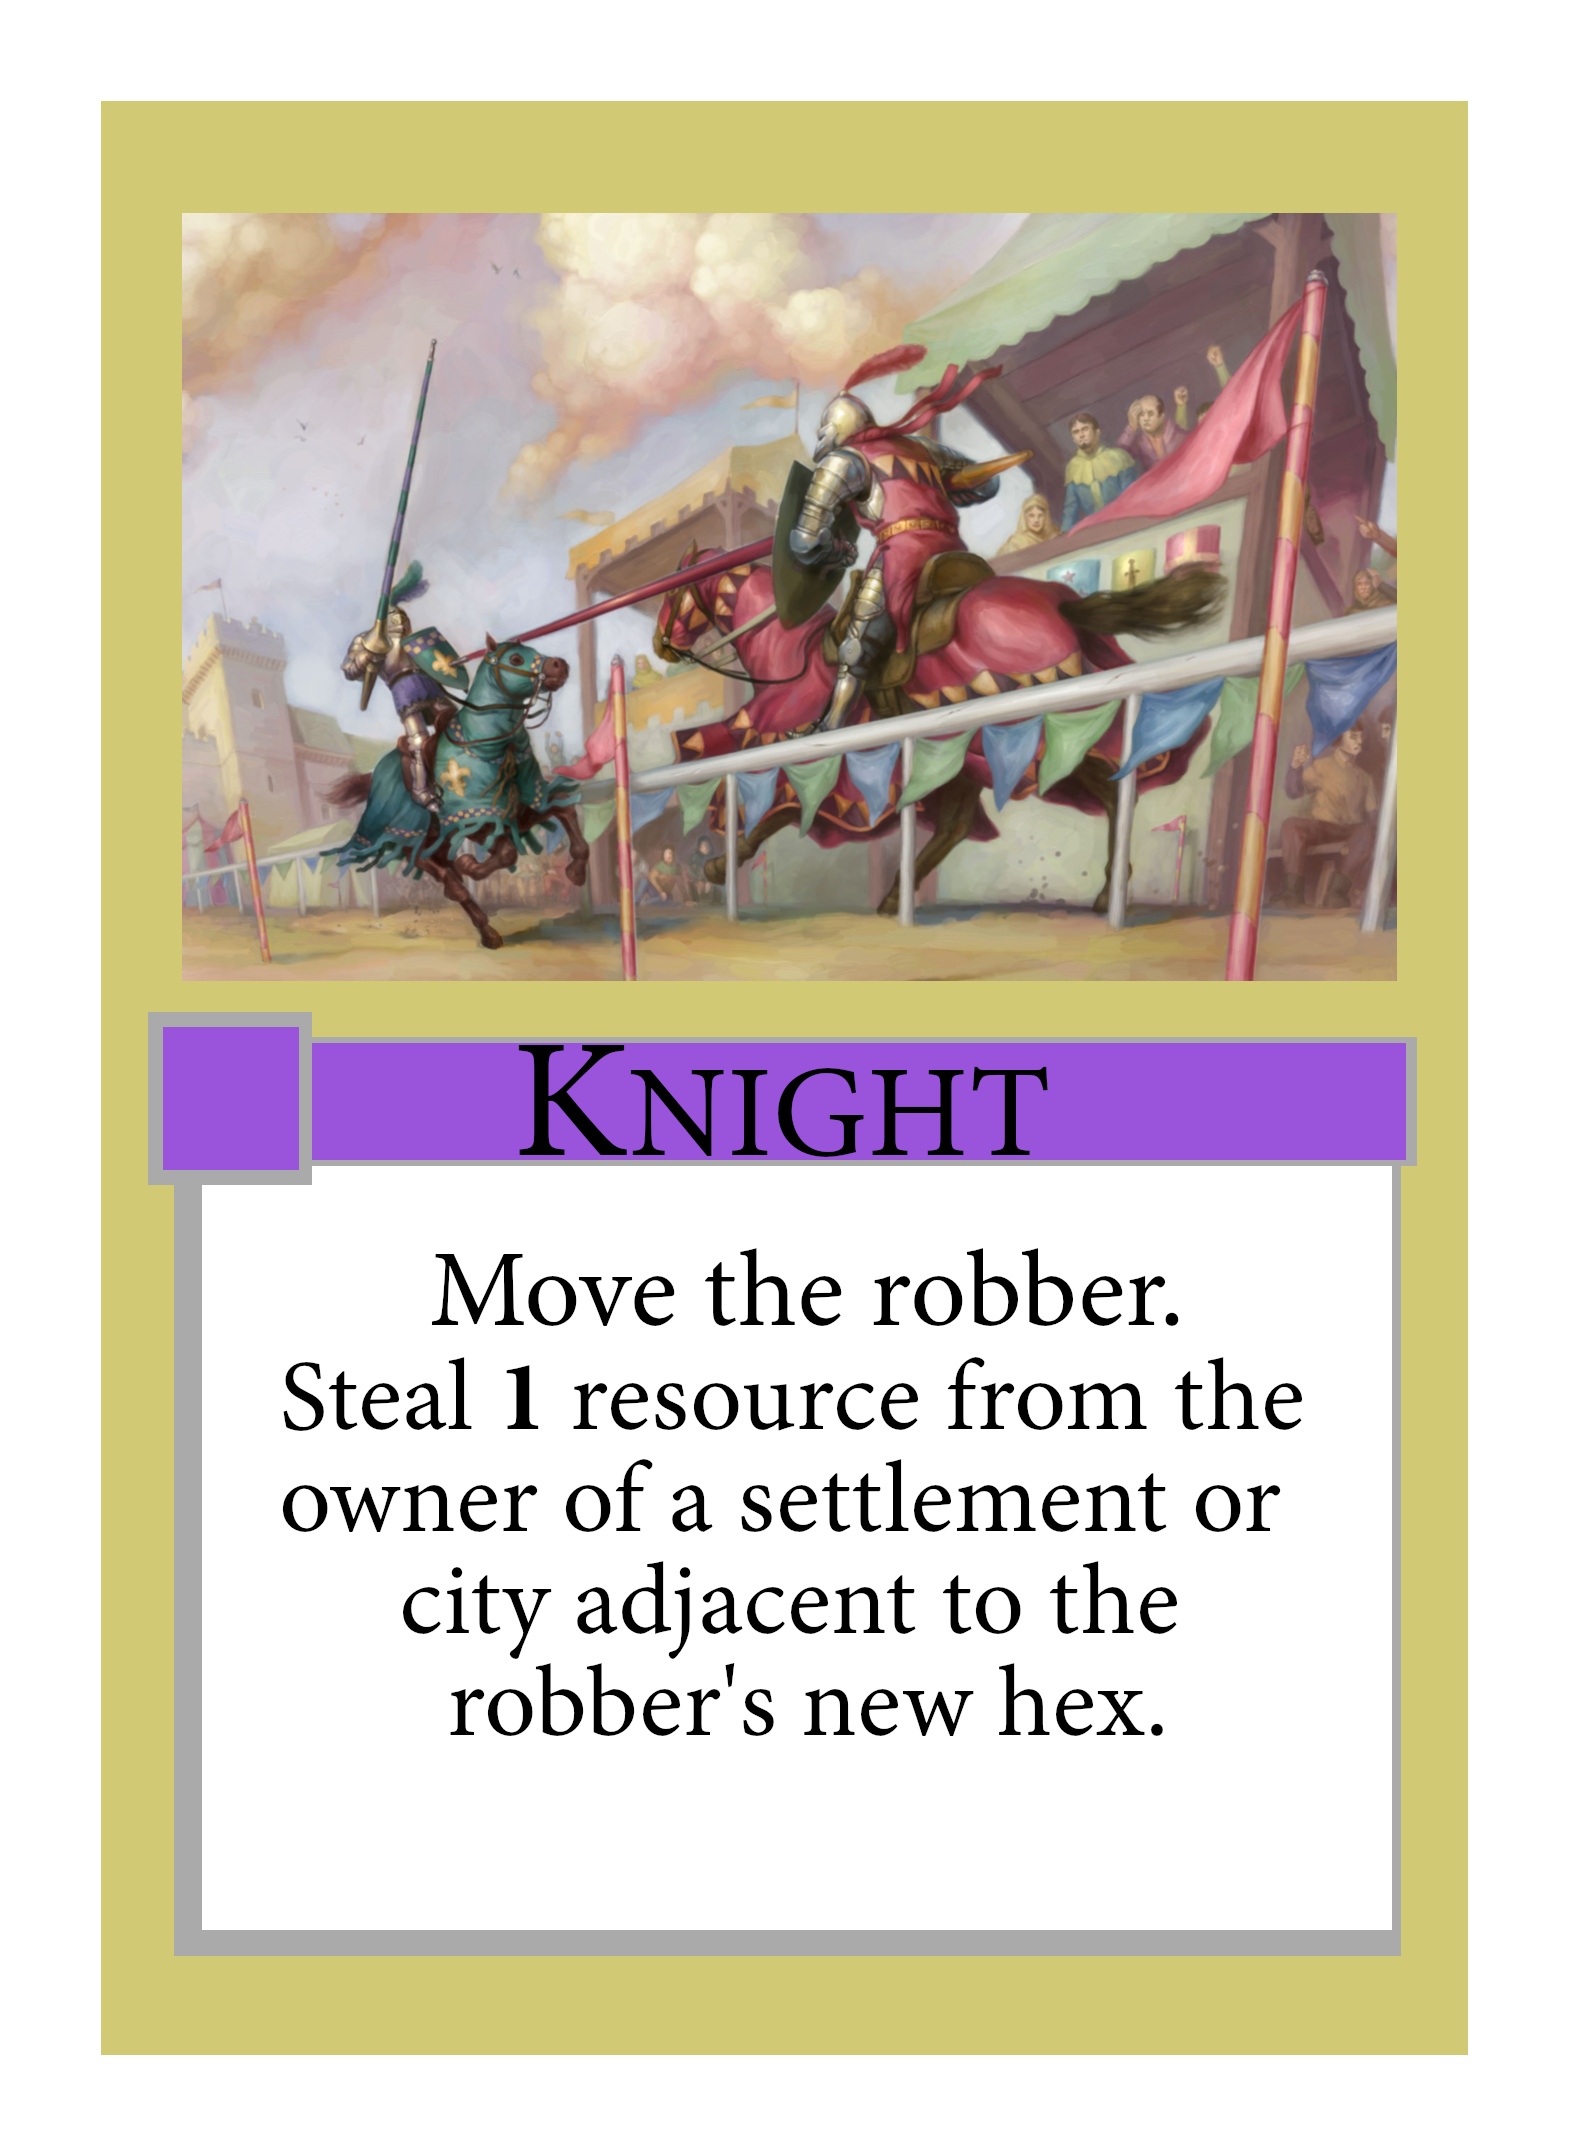 Knight
Move the robber.
Steal 1 resource from the
owner of a settlement or
city adjacent to the
robber's new hex.